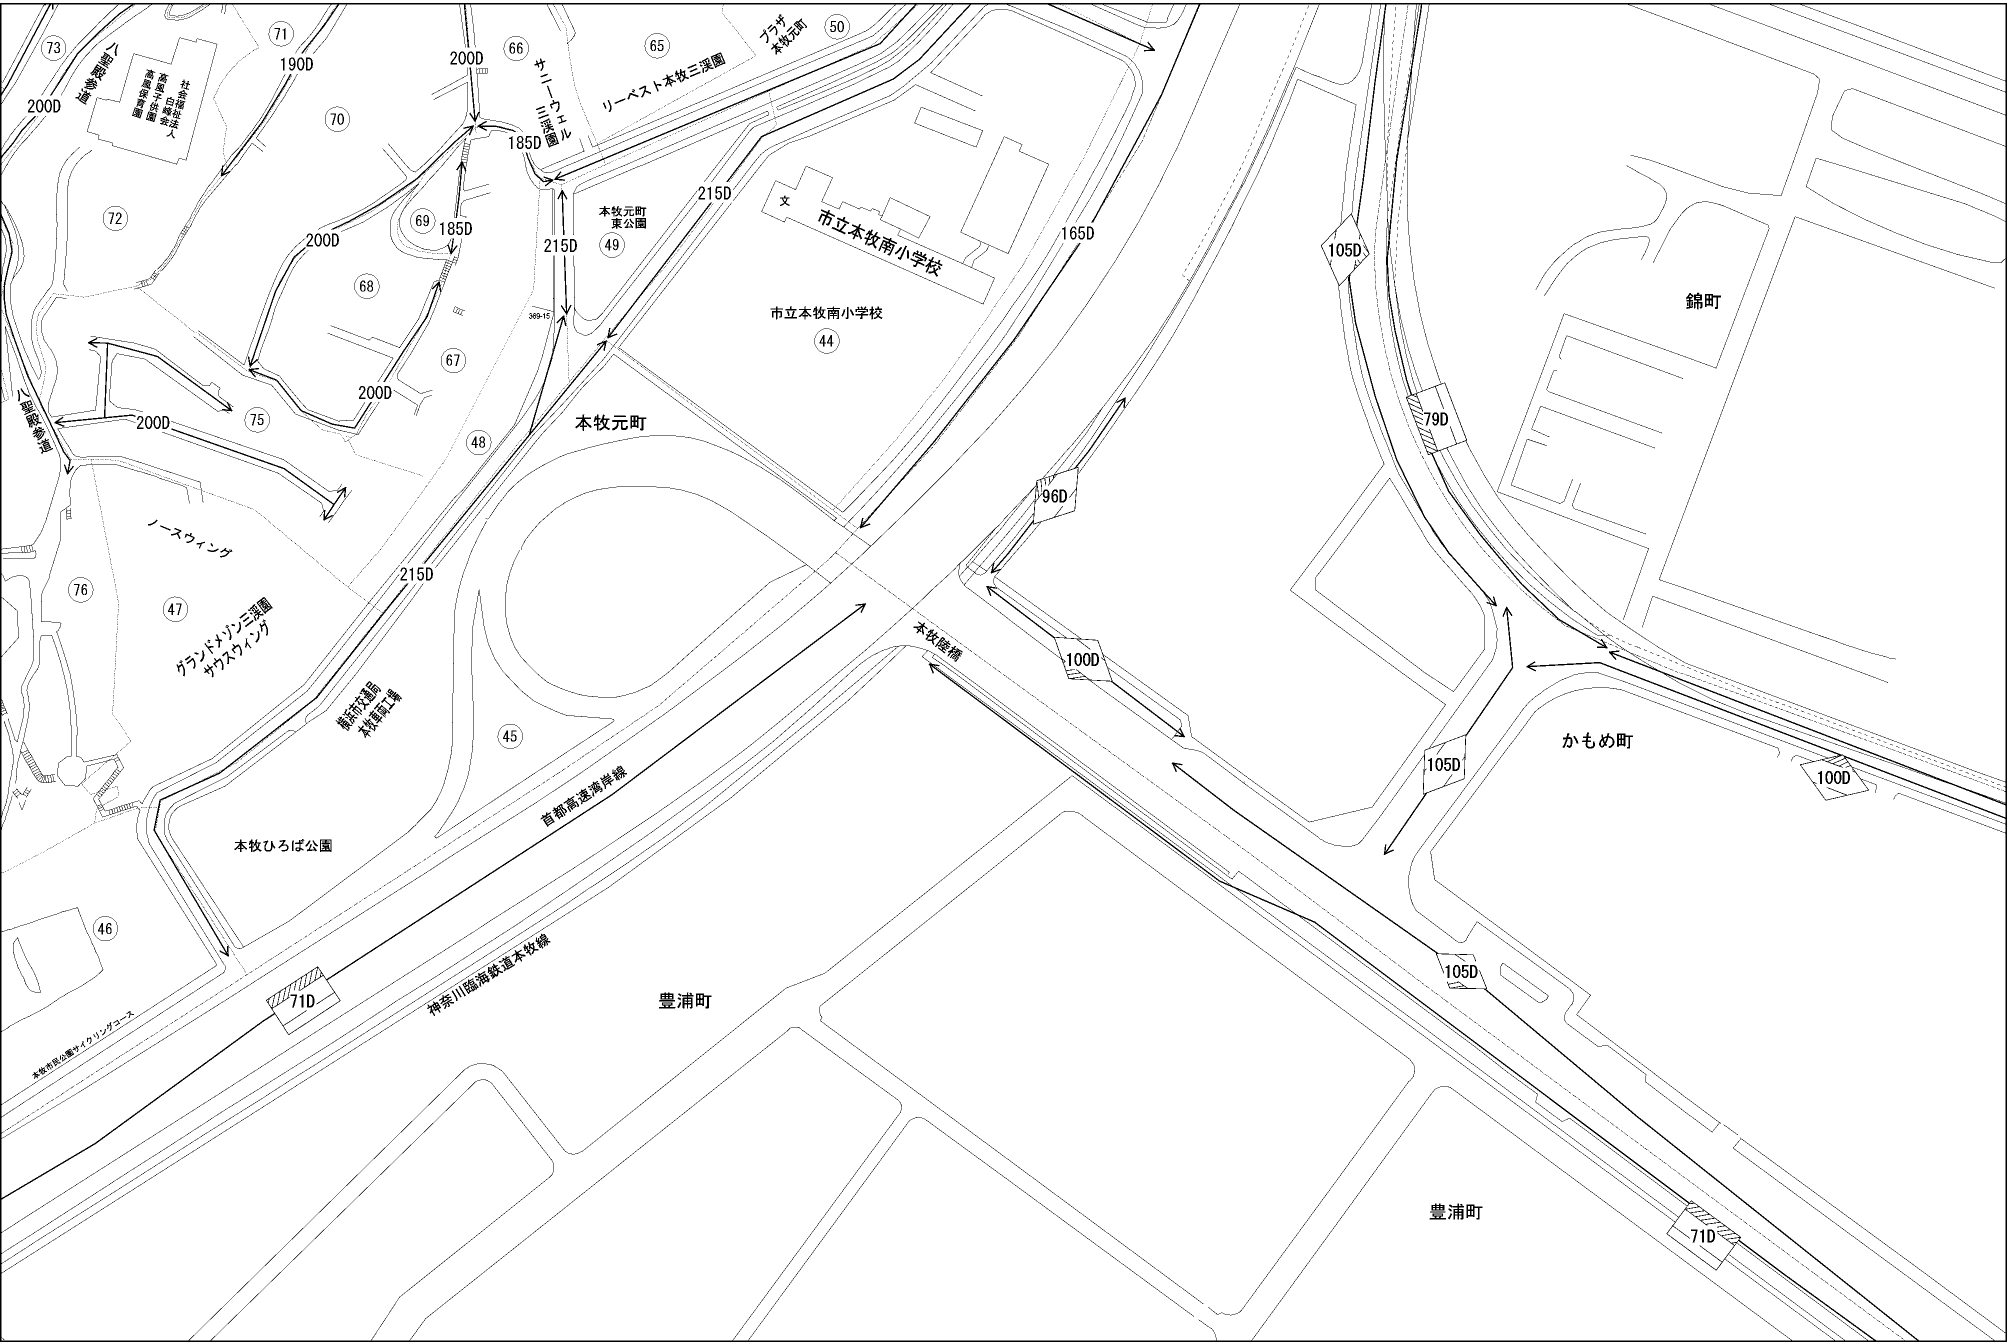 73
八聖殿参道
200D
社会福祉法人
白峰会
高風子供園
高風保育園
71
190D
70
200D
66
サニーウェル
三渓園
65
リーベスト本牧三渓園
プラザ
本牧元町
50
185D
72
69
185D
200D
68
67
200D
215D
本牧元町
東公園
49
215D
369-15
文
市立本牧南小学校
市立本牧南小学校
44
165D
105D
錦町
79D
八聖殿参道
200D
75
48
本牧元町
96D
ノースウィング
76
47
215D
グランドメゾン三渓園
サウスウィング
本牧陸橋
100D
横浜市交通局
本牧車両工場
45
かもめ町
105D
100D
首都高速湾岸線
本牧ひろば公園
46
71D
神奈川臨海鉄道本牧線
豊浦町
105D
本牧市民公園サイクリングコース
豊浦町
71D